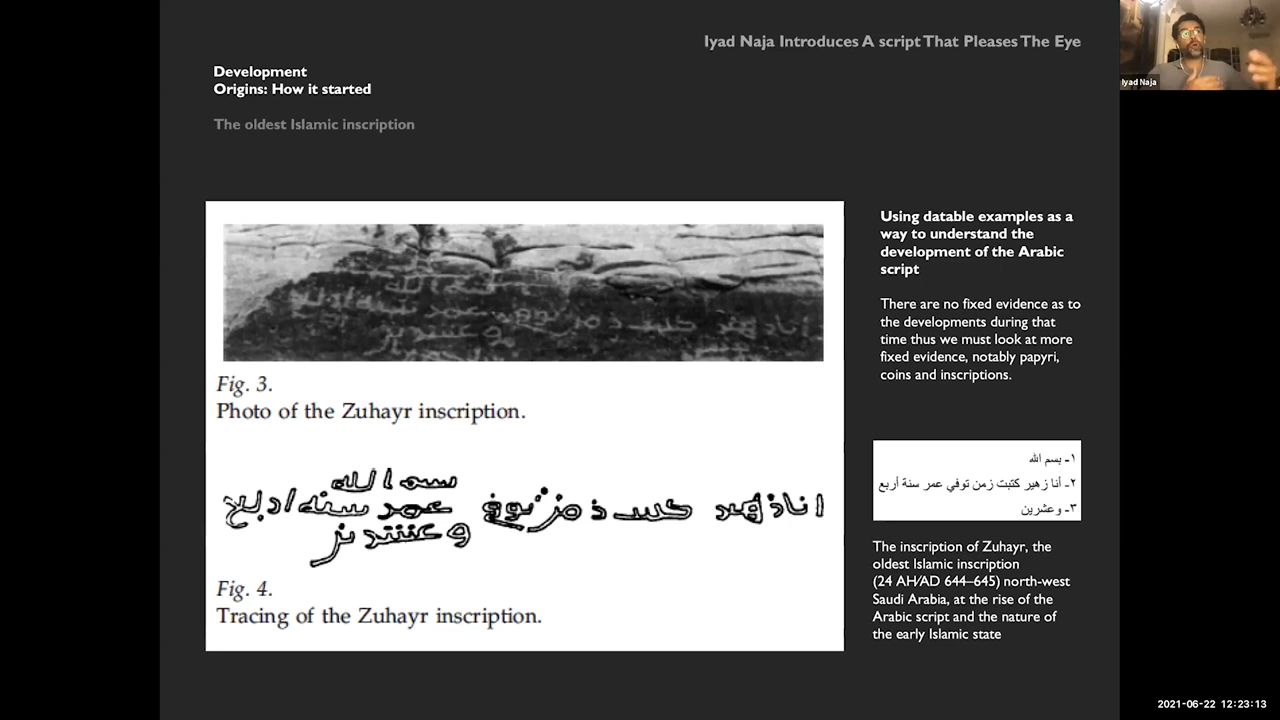 Iyad Naja Introduces A script That Pleases The Eye
Development
Origins: How it started
The oldest Islamic inscription
Iyad Naja
Using datable examples as a
way to understand the
development of the Arabic
script
There are no fixed evidence as to
the developments during that
time thus we must look at more
fixed evidence, notably papyri,
coins and inscriptions.
Fig. 3.
Photo of the Zuhayr inscription.
١- بسم الله
٢- أنا زهير كتبت زمن توفي عمر سنة أربع
٣- وعشرين
The inscription of Zuhayr, the
oldest Islamic inscription
(24 AH/AD 644–645) north-west
Saudi Arabia, at the rise of the
Arabic script and the nature of
the early Islamic state
Fig. 4.
Tracing of the Zuhayr inscription.
2021-06-22 12:23:13